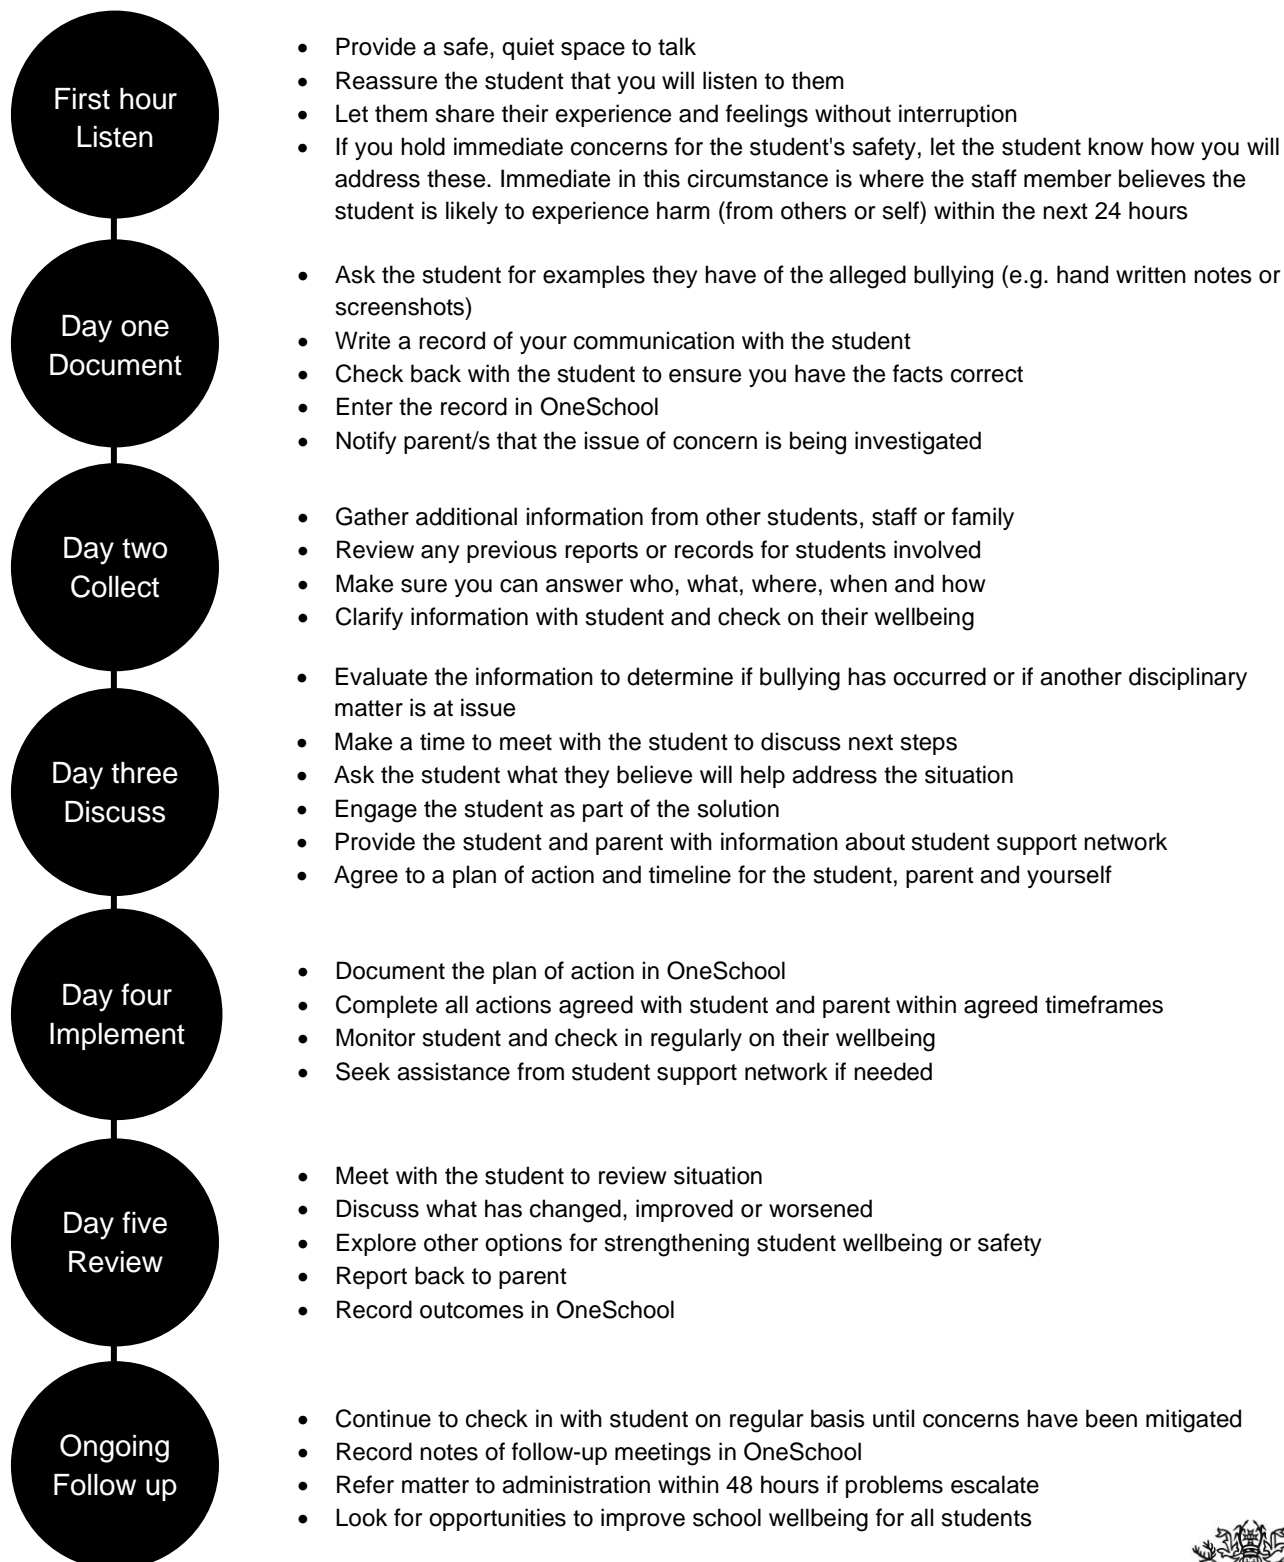 First hour
Listen
• Provide a safe, quiet space to talk
• Reassure the student that you will listen to them
• Let them share their experience and feelings without interruption
• If you hold immediate concerns for the student's safety, let the student know how you will
address these. Immediate in this circumstance is where the staff member believes the
student is likely to experience harm (from others or self) within the next 24 hours
Day one
Document
• Ask the student for examples they have of the alleged bullying (e.g. hand written notes or
screenshots)
• Write a record of your communication with the student
• Check back with the student to ensure you have the facts correct
• Enter the record in OneSchool
• Notify parent/s that the issue of concern is being investigated
Day two
Collect
• Gather additional information from other students, staff or family
• Review any previous reports or records for students involved
• Make sure you can answer who, what, where, when and how
• Clarify information with student and check on their wellbeing
Day three
Discuss
• Evaluate the information to determine if bullying has occurred or if another disciplinary
matter is at issue
• Make a time to meet with the student to discuss next steps
• Ask the student what they believe will help address the situation
• Engage the student as part of the solution
• Provide the student and parent with information about student support network
• Agree to a plan of action and timeline for the student, parent and yourself
Day four
Implement
• Document the plan of action in OneSchool
• Complete all actions agreed with student and parent within agreed timeframes
• Monitor student and check in regularly on their wellbeing
• Seek assistance from student support network if needed
Day five
Review
• Meet with the student to review situation
• Discuss what has changed, improved or worsened
• Explore other options for strengthening student wellbeing or safety
• Report back to parent
• Record outcomes in OneSchool
Ongoing
Follow up
• Continue to check in with student on regular basis until concerns have been mitigated
• Record notes of follow-up meetings in OneSchool
• Refer matter to administration within 48 hours if problems escalate
• Look for opportunities to improve school wellbeing for all students